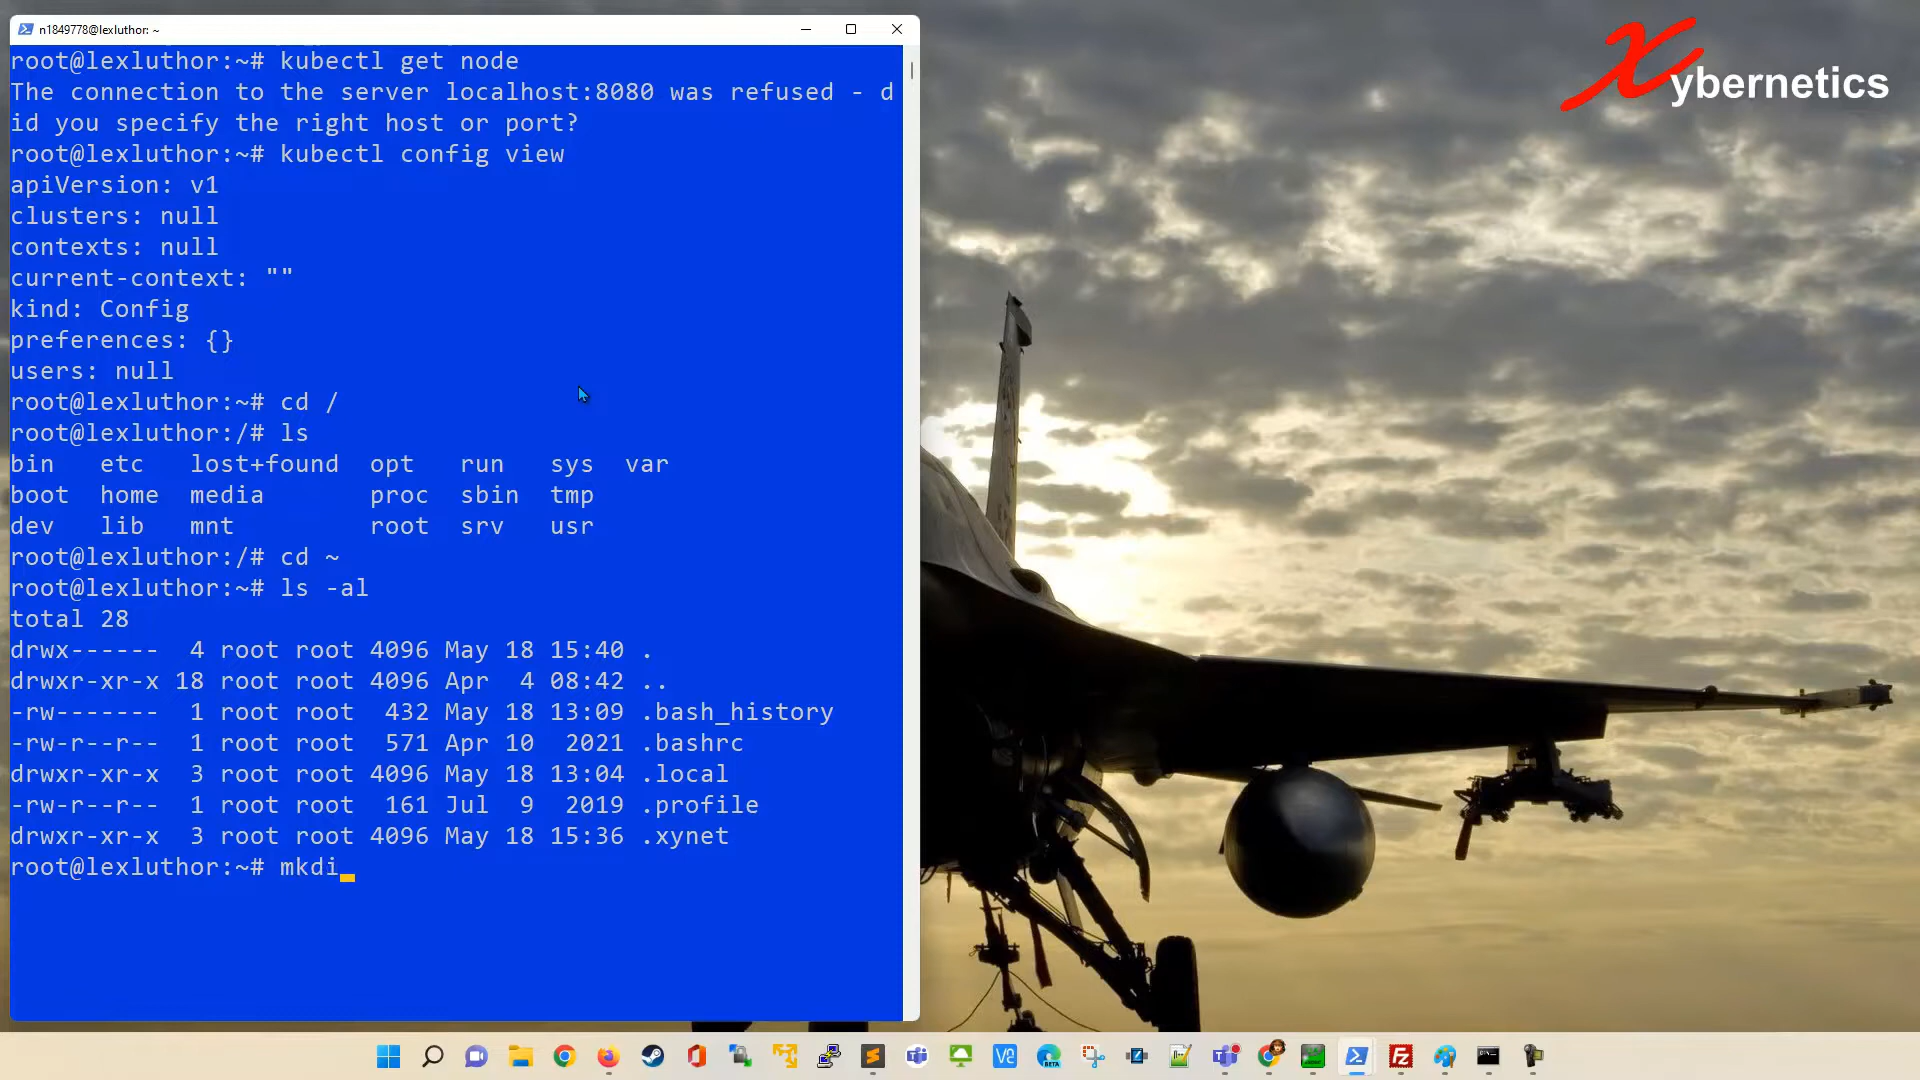 n1849778@lexluthor: ~
root@lexluthor:~# kubectl get node
The connection to the server localhost:8080 was refused - d
id you specify the right host or port?
root@lexluthor:~# kubectl config view
apiVersion: v1
clusters: null
contexts: null
current-context: ""
kind: Config
preferences: {}
users: null
root@lexluthor:~# cd /
root@lexluthor:/# ls
bin   etc   lost+found  opt   run   sys  var
boot  home  media       proc  sbin  tmp
dev   lib   mnt         root  srv   usr
root@lexluthor:/# cd ~
root@lexluthor:~# ls -al
total 28
drwx------  4 root root 4096 May 18 15:40 .
drwxr-xr-x 18 root root 4096 Apr  4 08:42 ..
-rw-------  1 root root  432 May 18 13:09 .bash_history
-rw-r--r--  1 root root  571 Apr 10  2021 .bashrc
drwxr-xr-x  3 root root 4096 May 18 13:04 .local
-rw-r--r--  1 root root  161 Jul  9  2019 .profile
drwxr-xr-x  3 root root 4096 May 18 15:36 .xynet
root@lexluthor:~# mkdi
Xybernetics